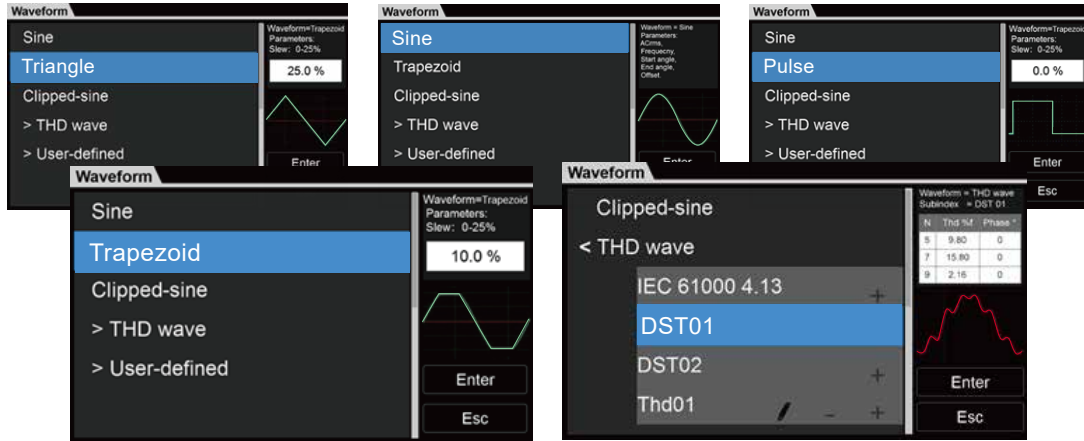 Waveform
Sine
Triangle
Clipped-sine
> THD wave
> User-defined
Waveform=Trapezoid
Parameters:
Slew: 0-25%
25.0 %
Enter
Waveform
Sine
Trapezoid
Clipped-sine
> THD wave
> User-defined
Waveform = Sine
Parameters:
ACrms,
Frequecny,
Start angle,
End angle,
Offset.
Enter
Waveform
Sine
Pulse
Clipped-sine
> THD wave
> User-defined
Waveform=Trapezoid
Parameters:
Slew: 0-25%
0.0 %
Enter
Esc
Waveform
Sine
Trapezoid
Clipped-sine
> THD wave
> User-defined
Waveform=Trapezoid
Parameters:
Slew: 0-25%
10.0 %
Enter
Esc
Waveform
Clipped-sine
< THD wave
IEC 61000 4.13 +
DST01
DST02 +
Thd01 - +
Waveform = THD wave
Subindex = DST 01
N Thd %f Phase °
5 9.80 0
7 15.80 0
9 2.16 0
Enter
Esc